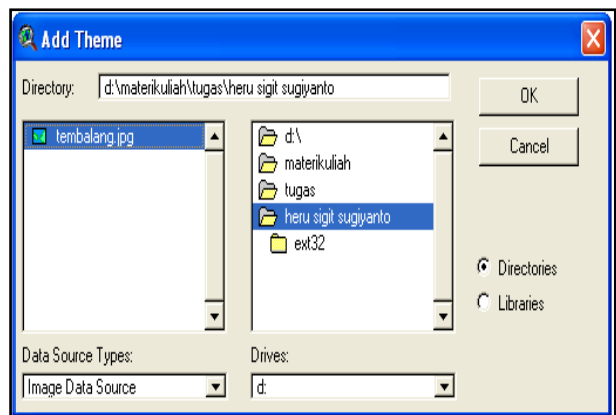 Add Theme
Directory: d:\materikuliah\tugas\heru sigit sugiyanto
OK
Cancel
tembalang.jpg
d:\
materikuliah
tugas
heru sigit sugiyanto
ext32
Directories
Libraries
Data Source Types:
Image Data Source
Drives:
d: